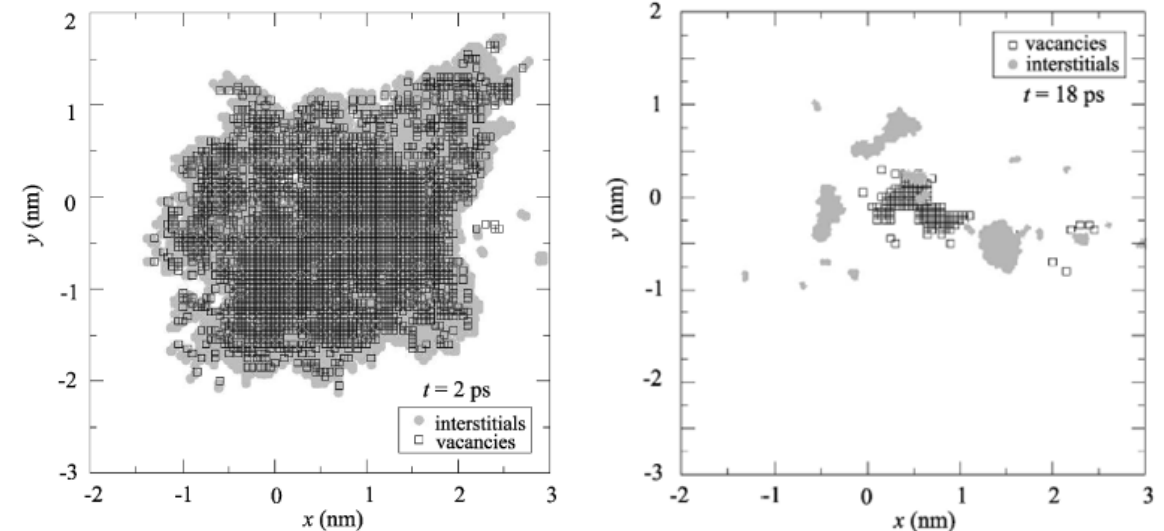 2
1
0
-1
-2
-3
y (nm)
-2
-1
0
1
2
3
x (nm)
t = 2 ps
interstitials
vacancies
2
1
0
-1
-2
-3
y (nm)
-2
-1
0
1
2
3
x (nm)
vacancies
interstitials
t = 18 ps